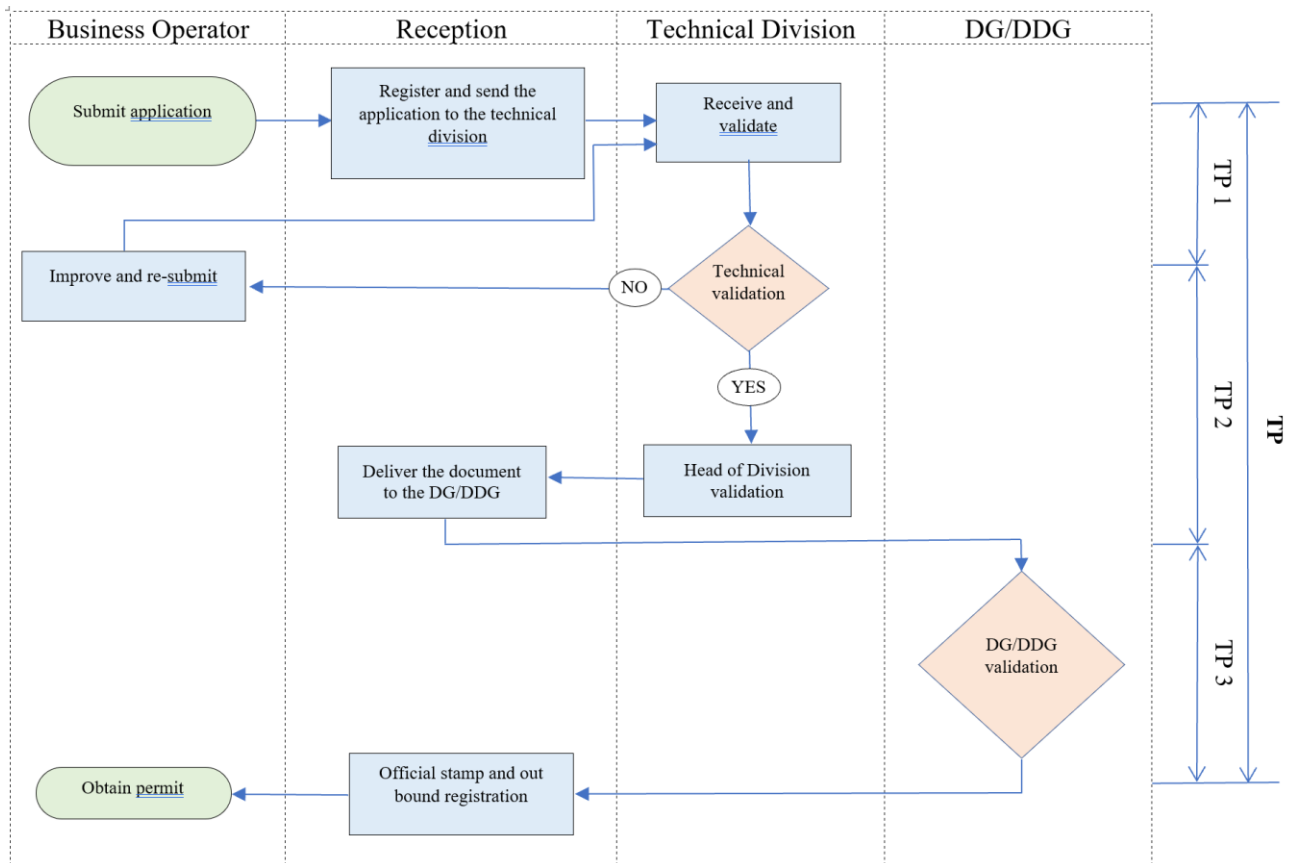 Business Operator
Reception
Technical Division
DG/DDG
Submit application
Register and send the
application to the technical
division
Receive and
validate
TP 1
Improve and re-submit
NO
Technical
validation
YES
TP 2
TP
Deliver the document
to the DG/DDG
Head of Division
validation
DG/DDG
validation
TP 3
Obtain permit
Official stamp and out
bound registration